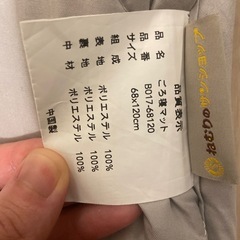 品質表示
品名 ごろ寝マット
品番 B017-68120
サイズ 68x120cm
組成
表地 ポリエステル 100%
裏地 ポリエステル 100%
中材 ポリエステル 100%
中国製